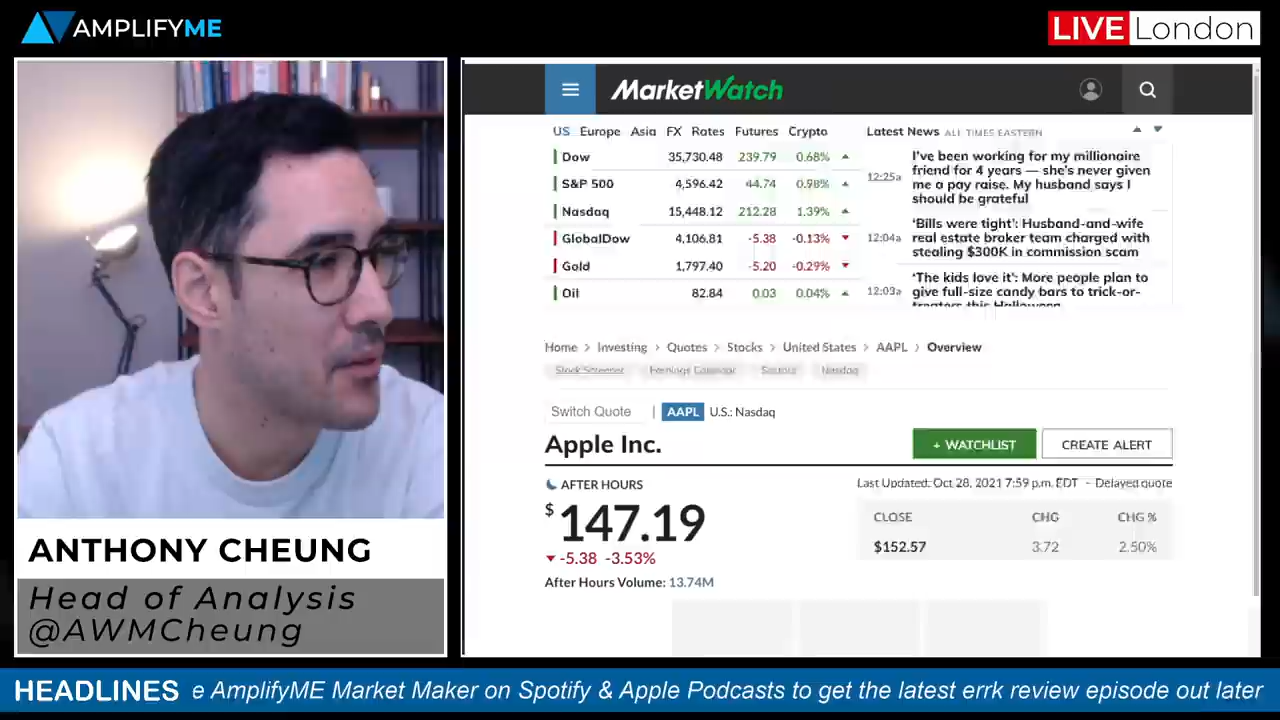 AMPLIFYME
LIVE London
MarketWatch
US Europe Asia FX Rates Futures Crypto
Dow 35,730.48 239.79 0.68%
S&P 500 4,596.42 44.74 0.98%
Nasdaq 15,448.12 212.28 1.39%
GlobalDow 4,106.81 -5.38 -0.13%
Gold 1,797.40 -5.20 -0.29%
Oil 82.84 0.03 0.04%
Latest News ALL TIMES EASTERN
12:25a
I've been working for my millionaire
friend for 4 years — she's never given
me a pay raise. My husband says I
should be grateful
12:04a
'Bills were tight': Husband-and-wife
real estate broker team charged with
stealing $300K in commission scam
12:03a
'The kids love it': More people plan to
give full-size candy bars to trick-or-
treaters this Halloween
Home > Investing > Quotes > Stocks > United States > AAPL > Overview
Stock Screener Earnings Calendar Sectors Nasdaq
Switch Quote | AAPL U.S.: Nasdaq
Apple Inc.
+ WATCHLIST CREATE ALERT
AFTER HOURS
Last Updated: Oct 28, 2021 7:59 p.m. EDT - Delayed quote
$147.19
-5.38 -3.53%
After Hours Volume: 13.74M
CLOSE CHG CHG %
$152.57 3.72 2.50%
ANTHONY CHEUNG
Head of Analysis
@AWMCheung
HEADLINES e AmplifyME Market Maker on Spotify & Apple Podcasts to get the latest errk review episode out later